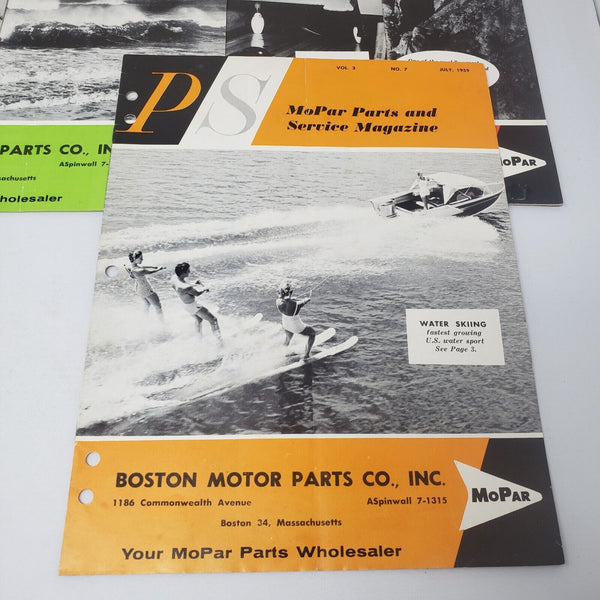 PARTS CO., IN
ASpinwall 7-
sachusetts
holesaler
MoPAR
PS
VOL. 3 NO. 7 JULY, 1959
MoPar Parts and
Service Magazine
WATER SKIING
fastest growing
U.S. water sport
See Page 3.
BOSTON MOTOR PARTS CO., INC.
1186 Commonwealth Avenue ASpinwall 7-1315
Boston 34, Massachusetts
Your MoPar Parts Wholesaler
MoPAR